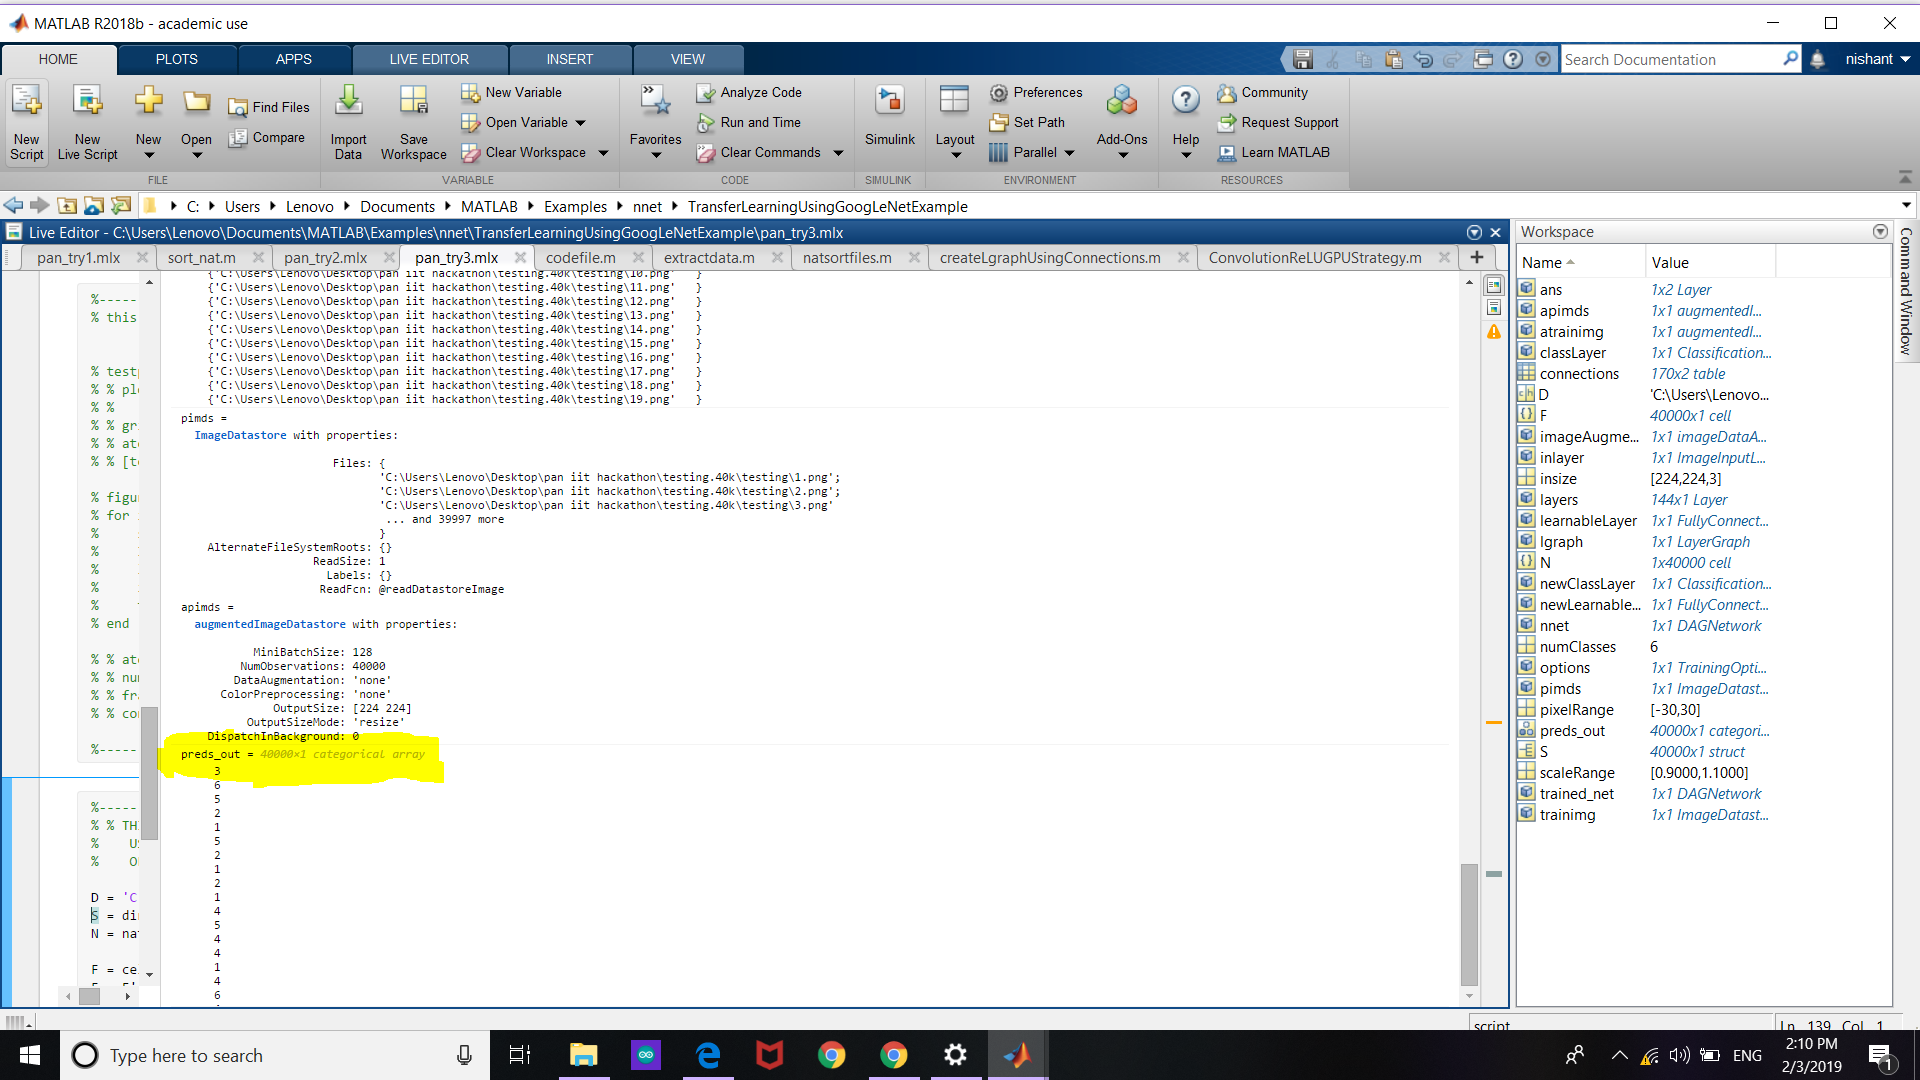 MATLAB R2018b - academic use
HOME PLOTS APPS LIVE EDITOR INSERT VIEW Search Documentation nishant
New Script
New Live Script
New
Open
Find Files
Compare
FILE
Import Data
Save Workspace
New Variable
Open Variable
Clear Workspace
VARIABLE
Favorites
Analyze Code
Run and Time
Clear Commands
CODE
Simulink
SIMULINK
Layout
Preferences
Set Path
Parallel
Add-Ons
ENVIRONMENT
Help
Community
Request Support
Learn MATLAB
RESOURCES
C: Users Lenovo Documents MATLAB Examples nnet TransferLearningUsingGoogLeNetExample
Live Editor - C:\Users\Lenovo\Documents\MATLAB\Examples\nnet\TransferLearningUsingGoogLeNetExample\pan_try3.mlx
pan_try1.mlx sort_nat.m pan_try2.mlx pan_try3.mlx codefile.m extractdata.m natsortfiles.m createLgraphUsingConnections.m ConvolutionReLUGPUStrategy.m +
%-----
% this
% test
% % plo
% %
% % gr
% % ato
% % [to
% figu
% for
%
%
%
%
%
% end
% % ato
% % nu
% % fra
% % co
%-----
%-----
% % TH
% U
% O
D = 'C
S = di
N = na
F = ce
{'C:\Users\Lenovo\Desktop\pan iit hackathon\testing.40k\testing\10.png' }
{'C:\Users\Lenovo\Desktop\pan iit hackathon\testing.40k\testing\11.png' }
{'C:\Users\Lenovo\Desktop\pan iit hackathon\testing.40k\testing\12.png' }
{'C:\Users\Lenovo\Desktop\pan iit hackathon\testing.40k\testing\13.png' }
{'C:\Users\Lenovo\Desktop\pan iit hackathon\testing.40k\testing\14.png' }
{'C:\Users\Lenovo\Desktop\pan iit hackathon\testing.40k\testing\15.png' }
{'C:\Users\Lenovo\Desktop\pan iit hackathon\testing.40k\testing\16.png' }
{'C:\Users\Lenovo\Desktop\pan iit hackathon\testing.40k\testing\17.png' }
{'C:\Users\Lenovo\Desktop\pan iit hackathon\testing.40k\testing\18.png' }
{'C:\Users\Lenovo\Desktop\pan iit hackathon\testing.40k\testing\19.png' }
pimds =
ImageDatastore with properties:
Files: {
'C:\Users\Lenovo\Desktop\pan iit hackathon\testing.40k\testing\1.png';
'C:\Users\Lenovo\Desktop\pan iit hackathon\testing.40k\testing\2.png';
'C:\Users\Lenovo\Desktop\pan iit hackathon\testing.40k\testing\3.png'
... and 39997 more
}
AlternateFileSystemRoots: {}
ReadSize: 1
Labels: {}
ReadFcn: @readDatastoreImage
apimds =
augmentedImageDatastore with properties:
MiniBatchSize: 128
NumObservations: 40000
DataAugmentation: 'none'
ColorPreprocessing: 'none'
OutputSize: [224 224]
OutputSizeMode: 'resize'
DispatchInBackground: 0
preds_out = 40000×1 categorical array
3
6
5
2
1
5
2
1
2
1
4
5
4
4
1
4
6
Workspace
Name Value
ans 1x2 Layer
apimds 1x1 augmentedI...
atrainimg 1x1 augmentedI...
classLayer 1x1 Classification...
connections 170x2 table
D 'C:\Users\Lenovo...
F 40000x1 cell
imageAugme... 1x1 imageDataA...
inlayer 1x1 ImageInputL...
insize [224,224,3]
layers 144x1 Layer
learnableLayer 1x1 FullyConnect...
lgraph 1x1 LayerGraph
N 1x40000 cell
newClassLayer 1x1 Classification...
newLearnable... 1x1 FullyConnect...
nnet 1x1 DAGNetwork
numClasses 6
options 1x1 TrainingOpti...
pimds 1x1 ImageDatast...
pixelRange [-30,30]
preds_out 40000x1 categori...
S 40000x1 struct
scaleRange [0.9000,1.1000]
trained_net 1x1 DAGNetwork
trainimg 1x1 ImageDatast...
Command Window
script Ln 139 Col 1
Type here to search
ENG
2:10 PM
2/3/2019
1